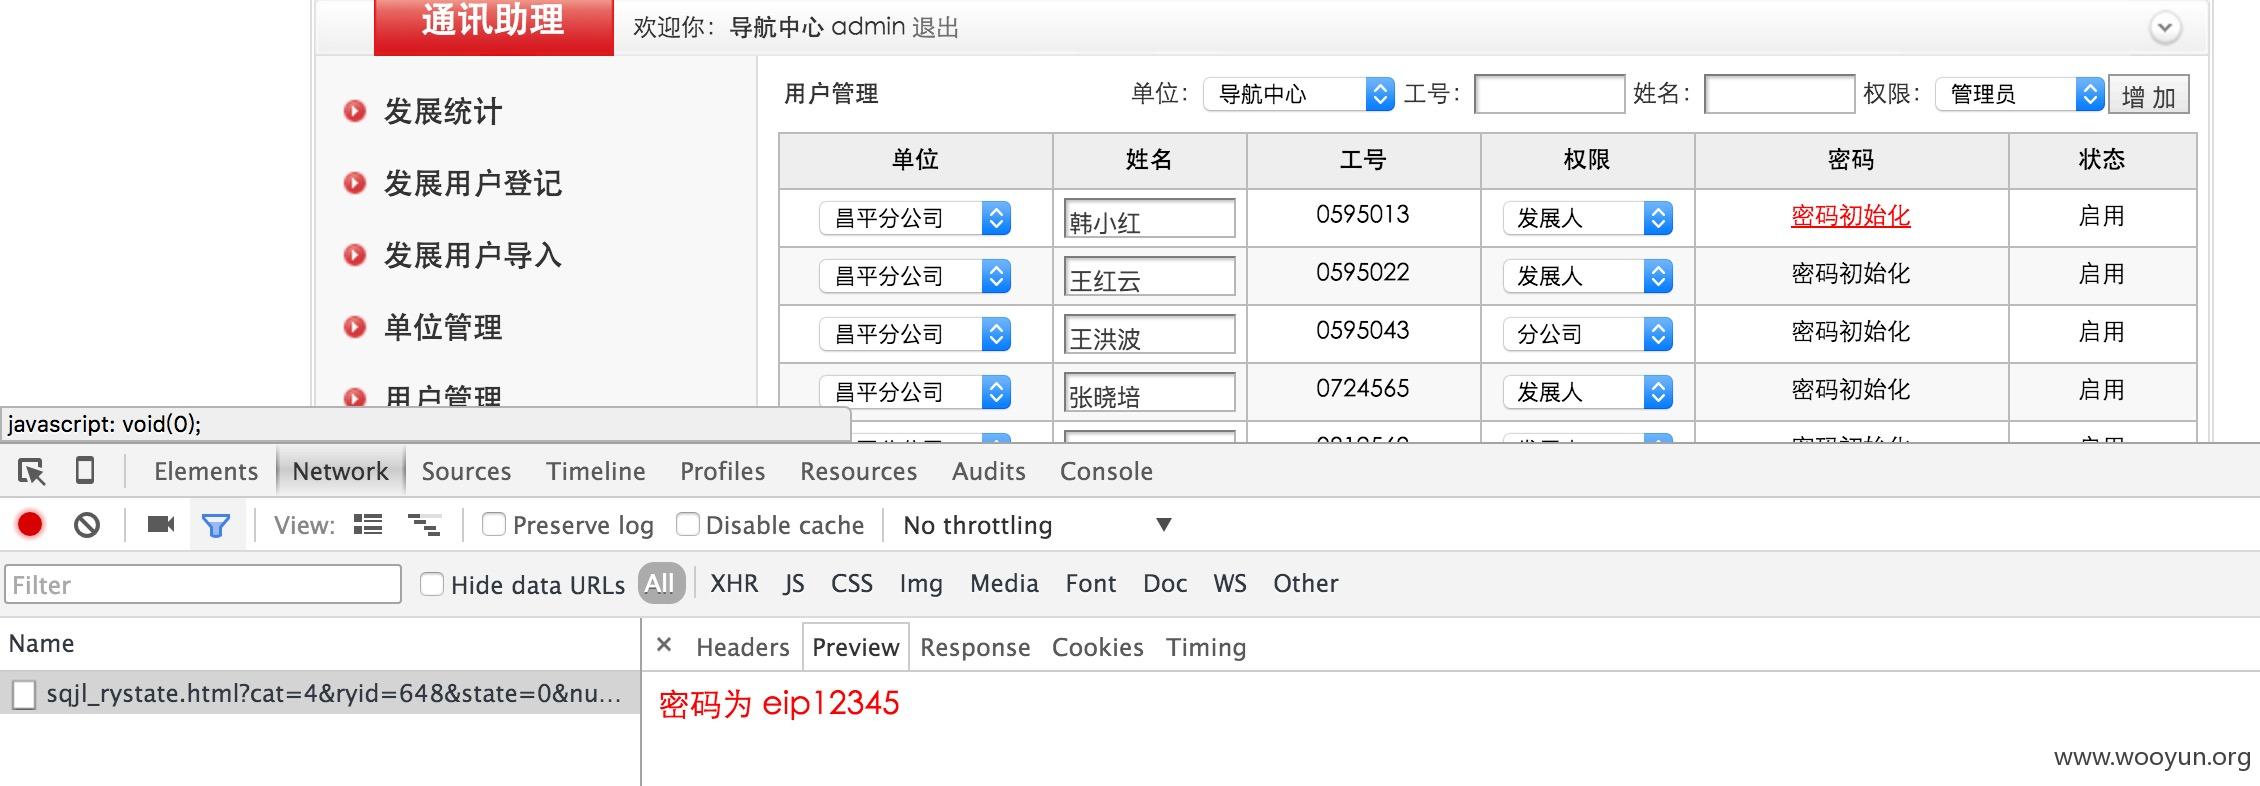 通讯助理
欢迎你：导航中心 admin 退出
发展统计
发展用户登记
发展用户导入
单位管理
用户管理
用户管理 单位： 导航中心 工号： 姓名： 权限： 管理员 增 加
单位 姓名 工号 权限 密码 状态
昌平分公司 韩小红 0595013 发展人 密码初始化 启用
昌平分公司 王红云 0595022 发展人 密码初始化 启用
昌平分公司 王洪波 0595043 分公司 密码初始化 启用
昌平分公司 张晓培 0724565 发展人 密码初始化 启用
javascript: void(0);
Elements Network Sources Timeline Profiles Resources Audits Console
View: Preserve log Disable cache No throttling
Filter Hide data URLs All XHR JS CSS Img Media Font Doc WS Other
Name
sqjl_rystate.html?cat=4&ryid=648&state=0&nu...
× Headers Preview Response Cookies Timing
密码为 eip12345
www.wooyun.org